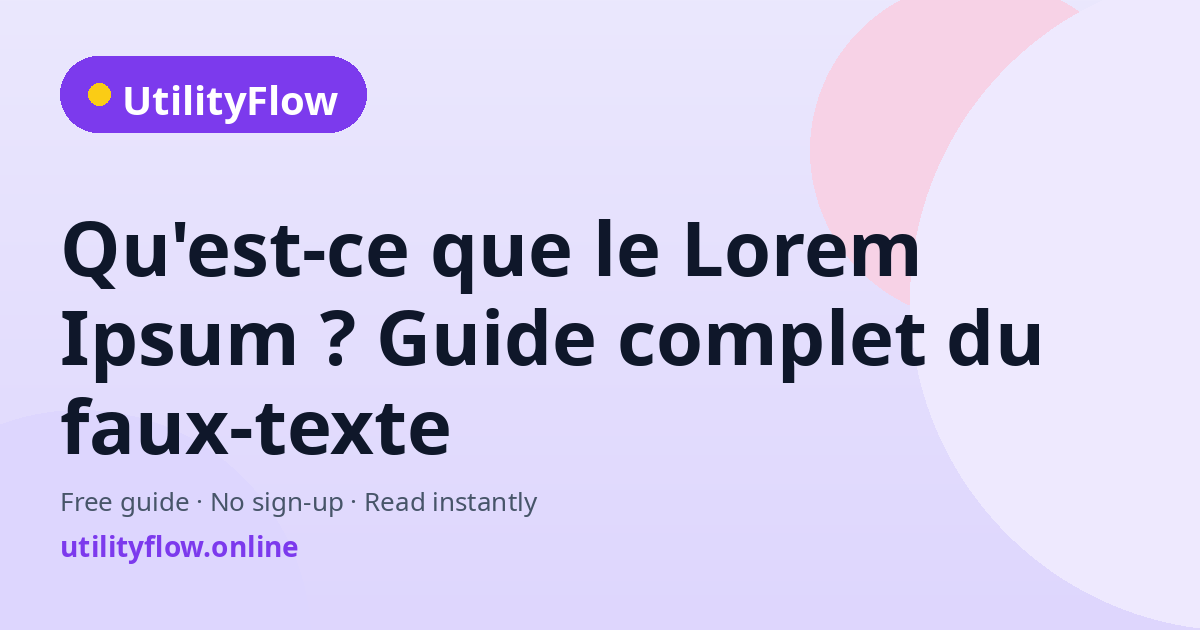 UtilityFlow
Qu'est-ce que le Lorem
Ipsum ? Guide complet du
faux-texte
Free guide · No sign-up · Read instantly
utilityflow.online